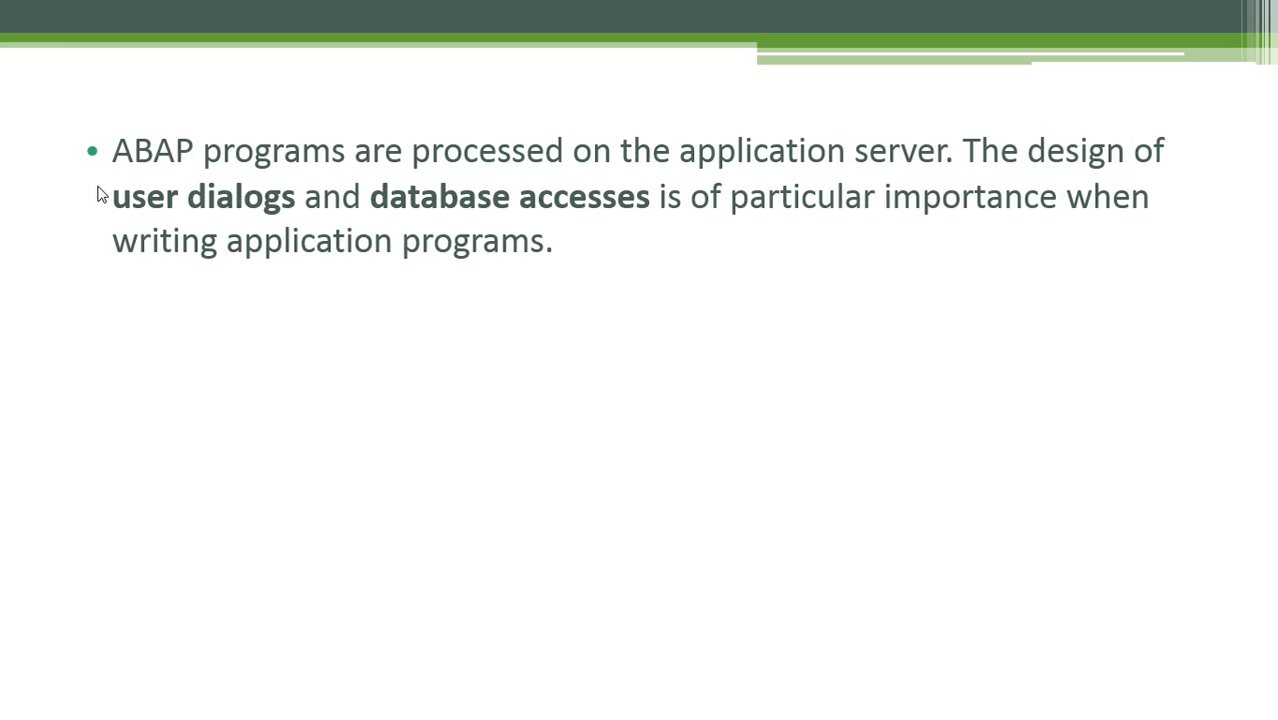 • ABAP programs are processed on the application server. The design of
user dialogs and database accesses is of particular importance when
writing application programs.